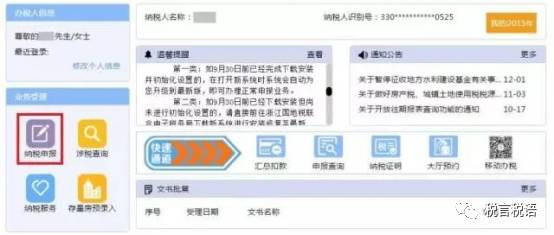 办税人信息
尊敬的 先生/女士
最近登录:
修改个人信息
纳税人名称：
纳税人识别号：330**********0525
我的2015年
业务受理
纳税申报
涉税查询
纳税服务
存量房预录入
温馨提醒
查看
第一类：如9月30日前已经完成下载安装
并初始化设置的，在打开新系统时系统会自动为
您升级到最新版，即可办理正常申报业务。
第二类：如9月30日前已经下载安装但尚
未进行初始化设置的，请直接前往浙江国地税联
通知公告
查看
关于暂停征收地方水利建设基金有关事... 12-01
关于做好房产税、城镇土地使用税税源... 11-03
关于开放往期报表查询功能的通知 10-17
快速
通道
汇总扣款
申报查询
纳税证明
大厅预约
移动办税
文书批复
更多
序号
受理日期
文书名称
税言税语